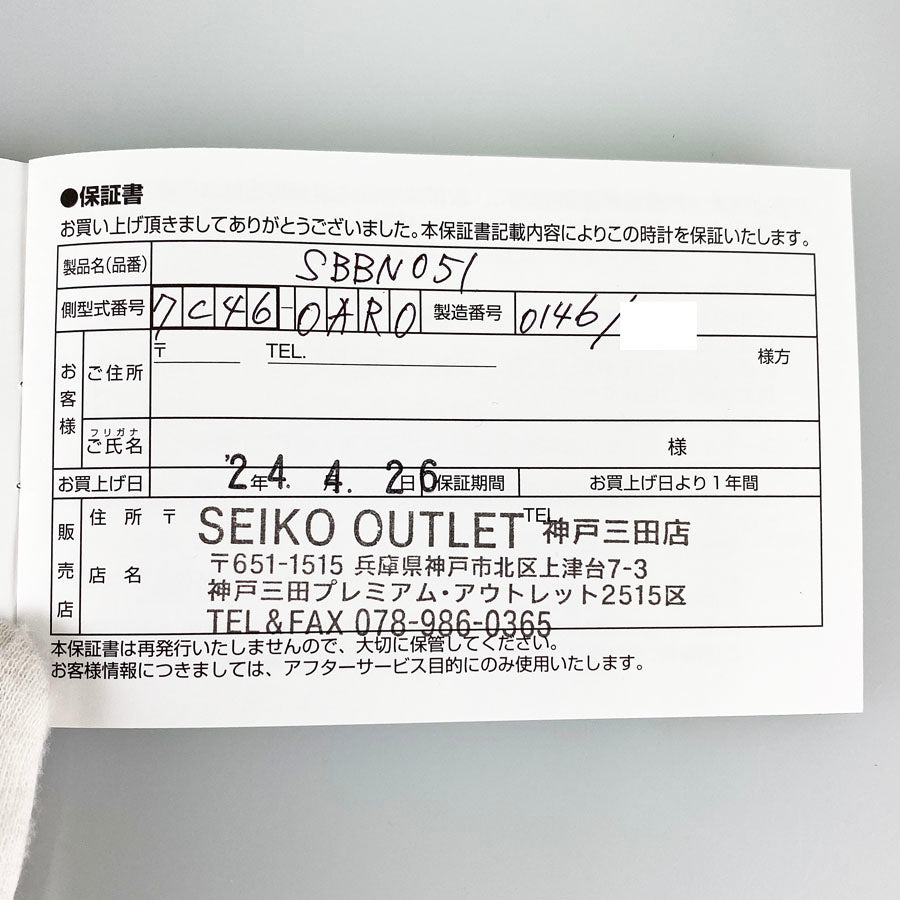 ●保証書
お買い上げ頂きましてありがとうございました。本保証書記載内容によりこの時計を保証いたします。
製品名(品番) SBBN051
側型式番号 7C46-0AR0 製造番号 0146/
お客様
ご住所 〒 TEL. 様方
フリガナ
ご氏名 様
お買上げ日 '24年4. 4. 26日 保証期間 お買上げ日より1年間
販売店
住所 〒 TEL.
SEIKO OUTLET 神戸三田店
〒651-1515 兵庫県神戸市北区上津台7-3
店名
神戸三田プレミアム・アウトレット2515区
TEL&FAX 078-986-0365
本保証書は再発行いたしませんので、大切に保管してください。
お客様情報につきましては、アフターサービス目的にのみ使用いたします。